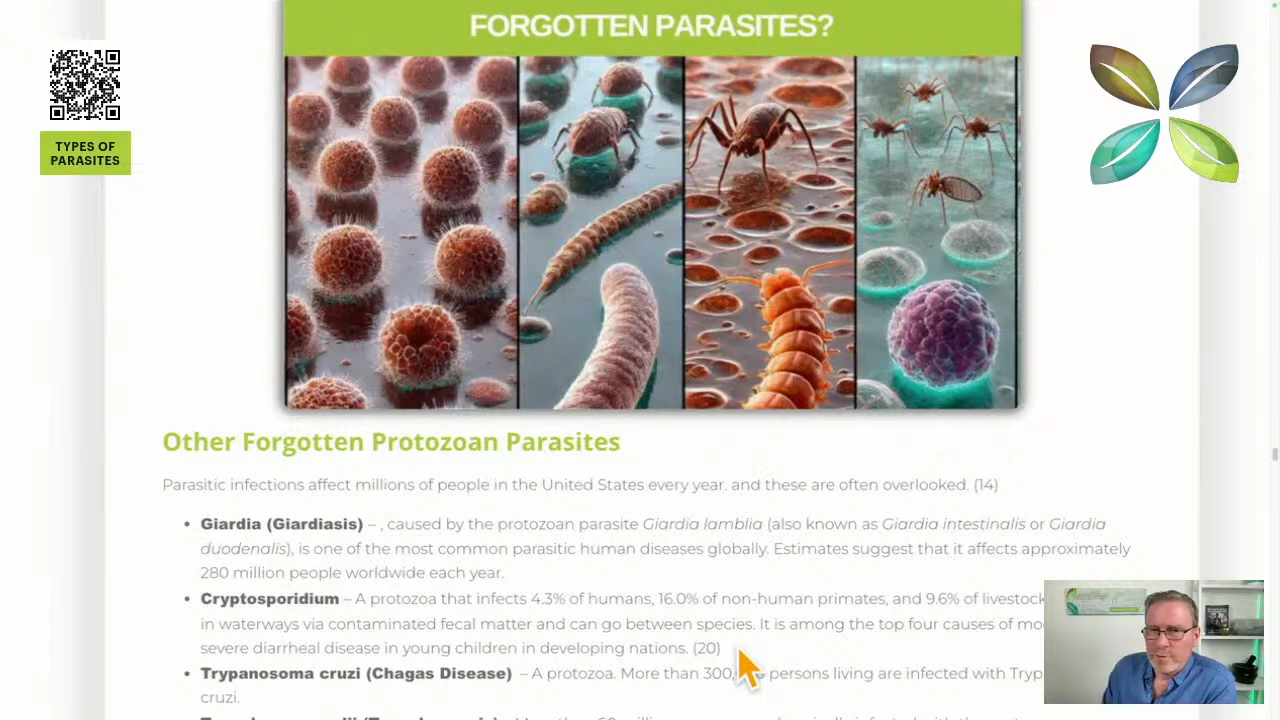 FORGOTTEN PARASITES?
TYPES OF
PARASITES
Other Forgotten Protozoan Parasites
Parasitic infections affect millions of people in the United States every year. and these are often overlooked. (14)
• Giardia (Giardiasis) – , caused by the protozoan parasite Giardia lamblia (also known as Giardia intestinalis or Giardia
duodenalis), is one of the most common parasitic human diseases globally. Estimates suggest that it affects approximately
280 million people worldwide each year.
• Cryptosporidium – A protozoa that infects 4.3% of humans, 16.0% of non-human primates, and 9.6% of livestock
in waterways via contaminated fecal matter and can go between species. It is among the top four causes of
severe diarrheal disease in young children in developing nations. (20)
• Trypanosoma cruzi (Chagas Disease) – A protozoa. More than persons living are infected with
cruzi.